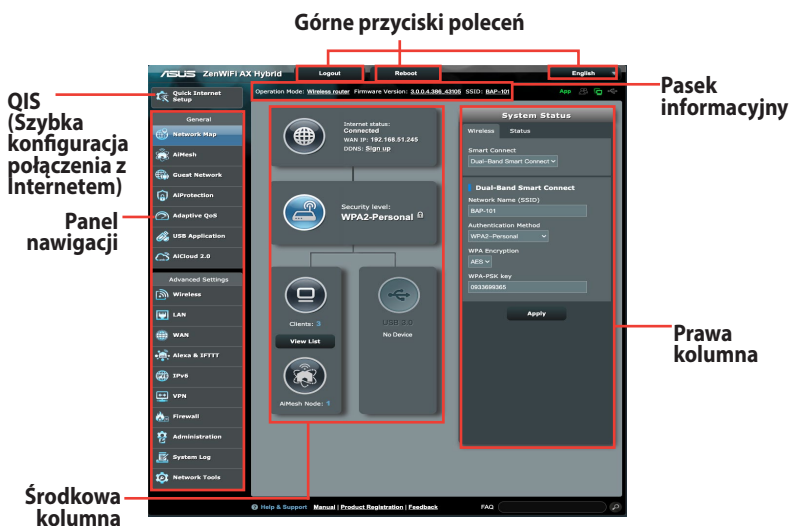 Górne przyciski poleceń
ASUS ZenWiFi AX Hybrid
Logout
Reboot
English
Quick Internet Setup
Operation Mode: Wireless router Firmware Version: 3.0.0.4.386_43105 SSID: BAP-101
App
Pasek informacyjny
QIS
(Szybka
konfiguracja
połączenia z
Internetem)
Panel
nawigacji
General
Network Map
AiMesh
Guest Network
AiProtection
Adaptive QoS
USB Application
AiCloud 2.0
Advanced Settings
Wireless
LAN
WAN
Alexa & IFTTT
IPv6
VPN
Firewall
Administration
System Log
Network Tools
Internet status:
Connected
WAN IP: 192.168.51.245
DDNS: Sign up
Security level:
WPA2-Personal
Clients: 3
View List
AiMesh Node: 1
USB 3.0
No Device
System Status
Wireless Status
Smart Connect
Dual-Band Smart Connect
Dual-Band Smart Connect
Network Name (SSID)
BAP-101
Authentication Method
WPA2-Personal
WPA Encryption
AES
WPA-PSK key
0933699365
Apply
Prawa
kolumna
Środkowa
kolumna
Help & Support Manual | Product Registration | Feedback FAQ